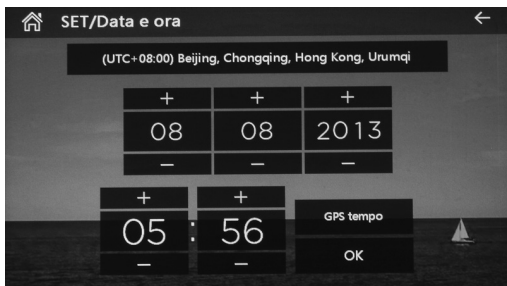 SET/Data e ora
(UTC+08:00) Beijing, Chongqing, Hong Kong, Urumqi
+ + +
08 08 2013
− − −
+ +
05 : 56
− −
GPS tempo
OK